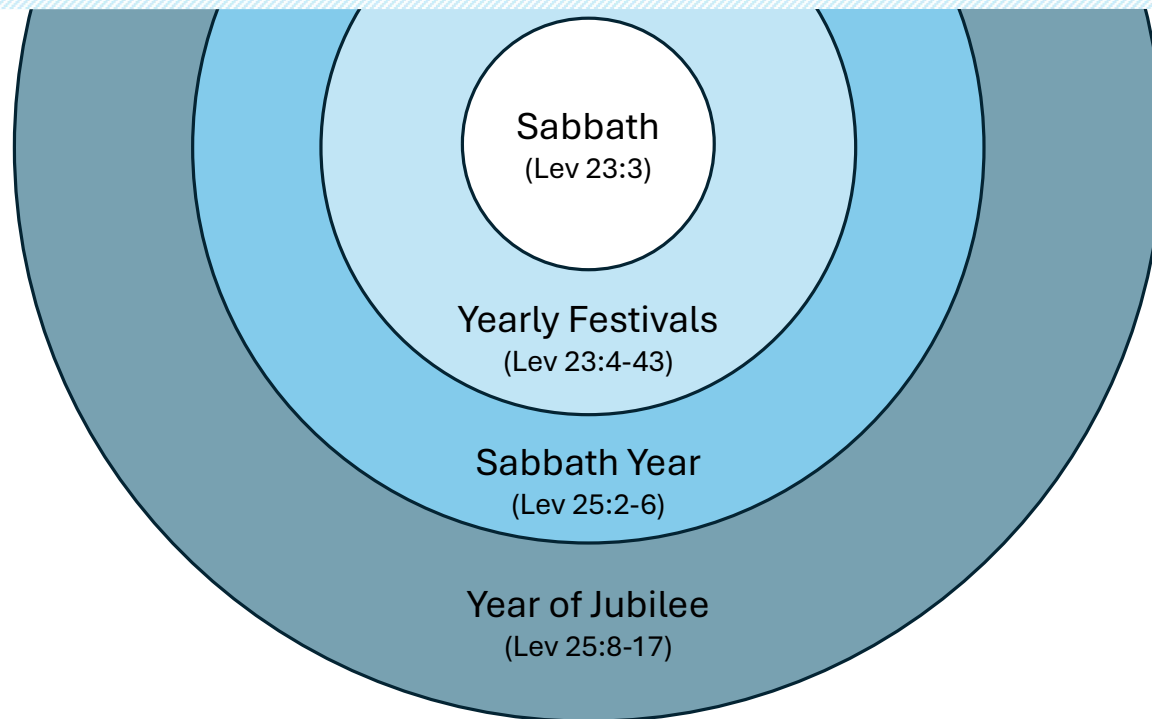 Sabbath
(Lev 23:3)
Yearly Festivals
(Lev 23:4-43)
Sabbath Year
(Lev 25:2-6)
Year of Jubilee
(Lev 25:8-17)